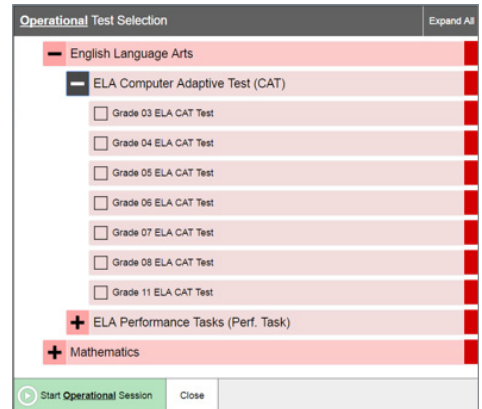 Operational Test Selection Expand All
English Language Arts
ELA Computer Adaptive Test (CAT)
Grade 03 ELA CAT Test
Grade 04 ELA CAT Test
Grade 05 ELA CAT Test
Grade 06 ELA CAT Test
Grade 07 ELA CAT Test
Grade 08 ELA CAT Test
Grade 11 ELA CAT Test
ELA Performance Tasks (Perf. Task)
Mathematics
Start Operational Session Close